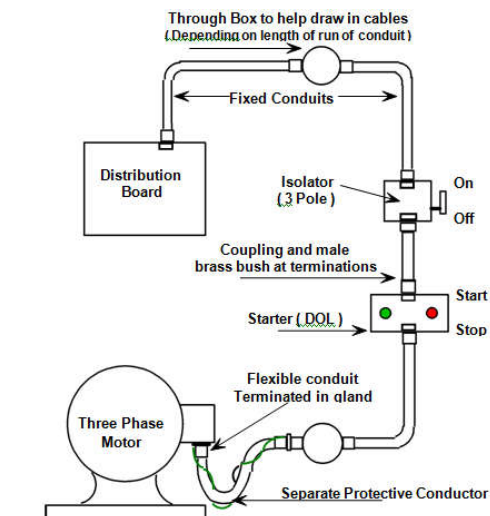 Through Box to help draw in cables
(Depending on length of run of conduit)
Fixed Conduits
Distribution
Board
Isolator
(3 Pole)
On
Off
Coupling and male
brass bush at terminations
Start
Starter (DOL)
Stop
Flexible conduit
Terminated in gland
Three Phase
Motor
Separate Protective Conductor